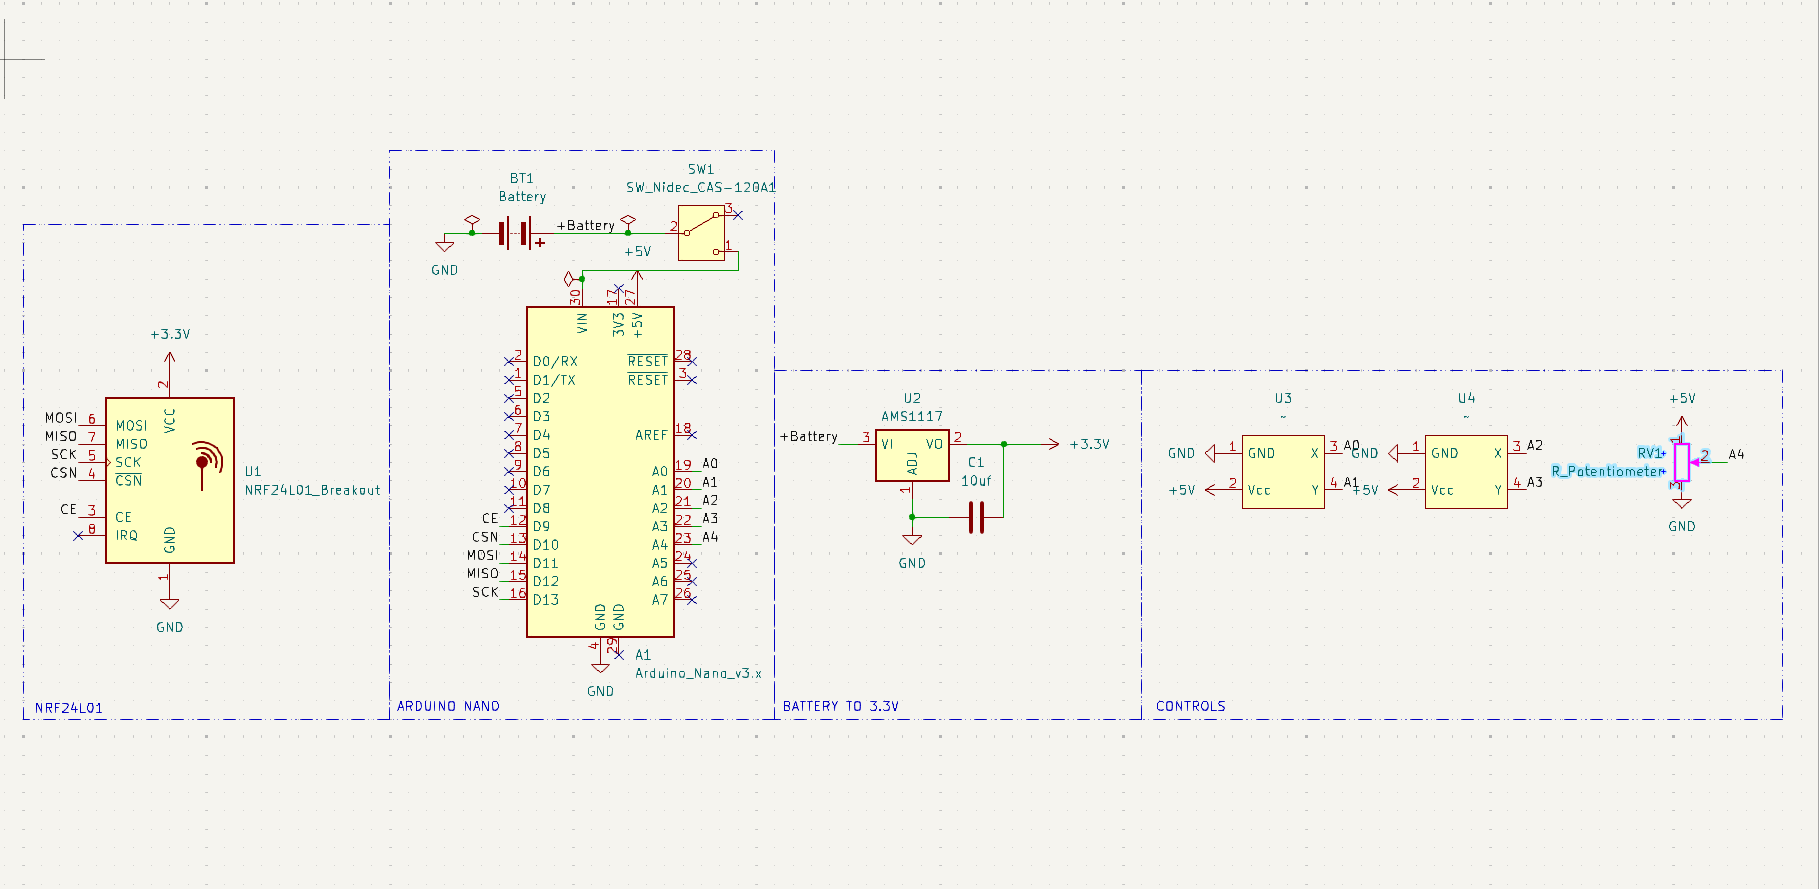 +3.3V
2
VCC
MOSI 6 MOSI
MISO 7 MISO
SCK 5 SCK
CSN 4 CSN
CE 3 CE
8 IRQ
GND
1
GND
U1
NRF24L01_Breakout
NRF24L01
BT1
Battery
+Battery
GND
SW1
SW_Nidec_CAS-120A1
3
2
1
+5V
30 17 27
VIN 3V3 +5V
2 D0/RX
1 D1/TX
5 D2
6 D3
7 D4
8 D5
9 D6
10 D7
11 D8
CE 12 D9
CSN 13 D10
MOSI 14 D11
MISO 15 D12
SCK 16 D13
RESET 28
RESET 3
AREF 18
A0 19 A0
A1 20 A1
A2 21 A2
A3 22 A3
A4 23 A4
A5 24
A6 25
A7 26
GND GND
4 29
GND
A1
Arduino_Nano_v3.x
ARDUINO NANO
U2
AMS1117
+Battery 3 VI VO 2 +3.3V
ADJ
1
C1
10uf
GND
BATTERY TO 3.3V
U3
~
GND 1 GND X 3 A0
+5V 2 Vcc Y 4 A1
U4
~
GND 1 GND X 3 A2
+5V 2 Vcc Y 4 A3
+5V
1
RV1
R_Potentiometer
2 A4
3
GND
CONTROLS